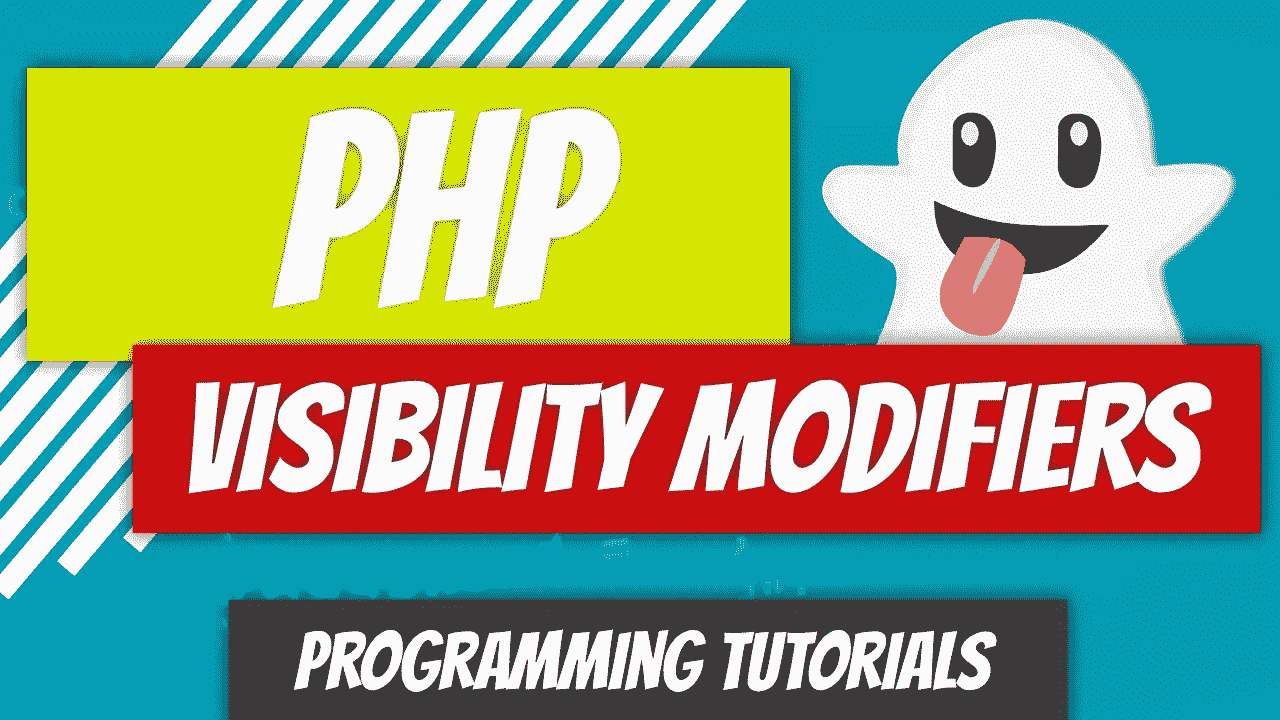 PHP
VISIBILITY MODIFIERS
PROGRAMMING TUTORIALS